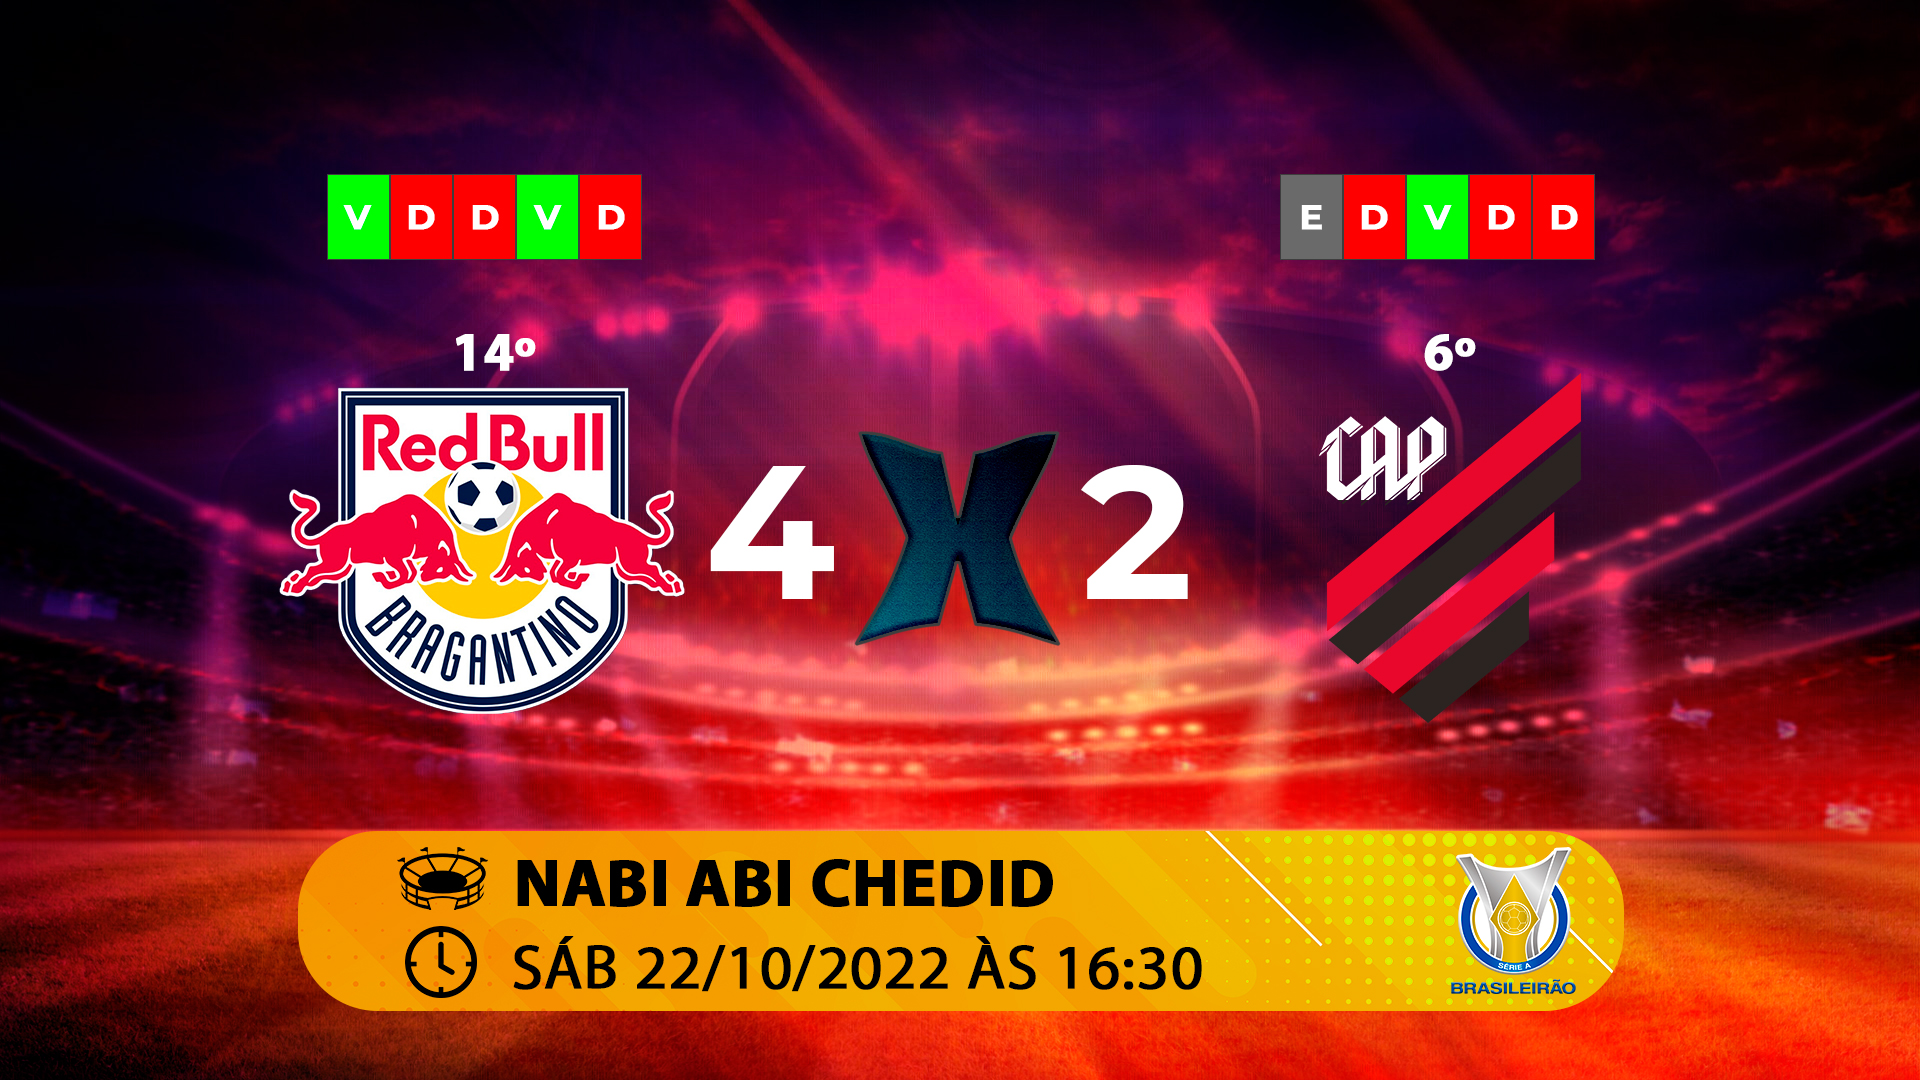 V D D V D
E D V D D
14º
6º
Red Bull
BRAGANTINO
4 X 2
CAP
NABI ABI CHEDID
SÁB 22/10/2022 ÀS 16:30
SÉRIE A
BRASILEIRÃO